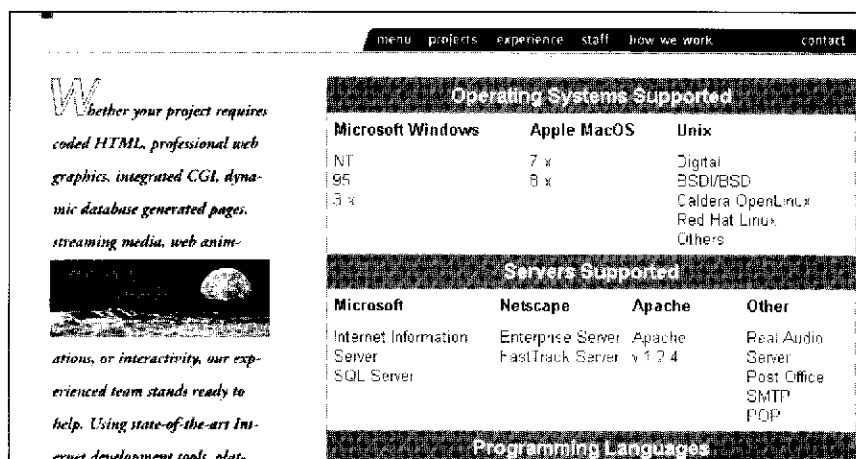 menu projects experience staff how we work contact
Whether your project requires
coded HTML, professional web
graphics, integrated CGI, dyna-
mic database generated pages,
streaming media, web anim-
ations, or interactivity, our exp-
erienced team stands ready to
help. Using state-of-the-art Int-
ernet development tools, plat-
Operating Systems Supported
Microsoft Windows Apple MacOS Unix
NT 7.x Digital
95 8.x BSDI/BSD
3.x Caldera OpenLinux
Red Hat Linux
Others
Servers Supported
Microsoft Netscape Apache Other
Internet Information Enterprise Server Apache Real Audio
Server FastTrack Server v 1.2.4 Server
SQL Server Post Office
SMTP
POP
Programming Languages